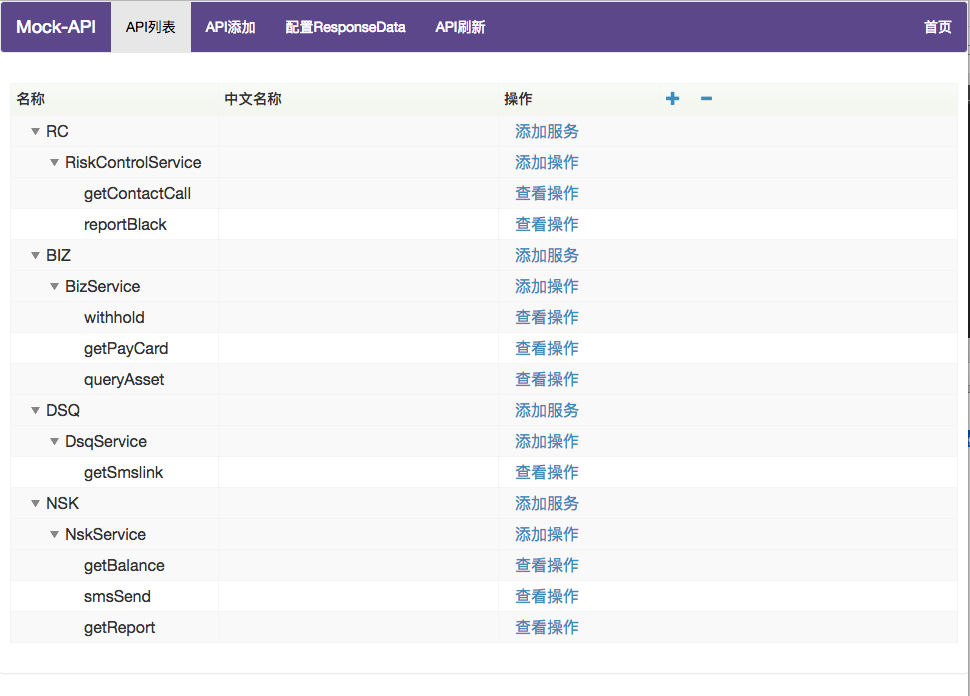 Mock-API API列表 API添加 配置ResponseData API刷新 首页
名称 中文名称 操作
RC 添加服务
RiskControlService 添加操作
getContactCall 查看操作
reportBlack 查看操作
BIZ 添加服务
BizService 添加操作
withhold 查看操作
getPayCard 查看操作
queryAsset 查看操作
DSQ 添加服务
DsqService 添加操作
getSmslink 查看操作
NSK 添加服务
NskService 添加操作
getBalance 查看操作
smsSend 查看操作
getReport 查看操作